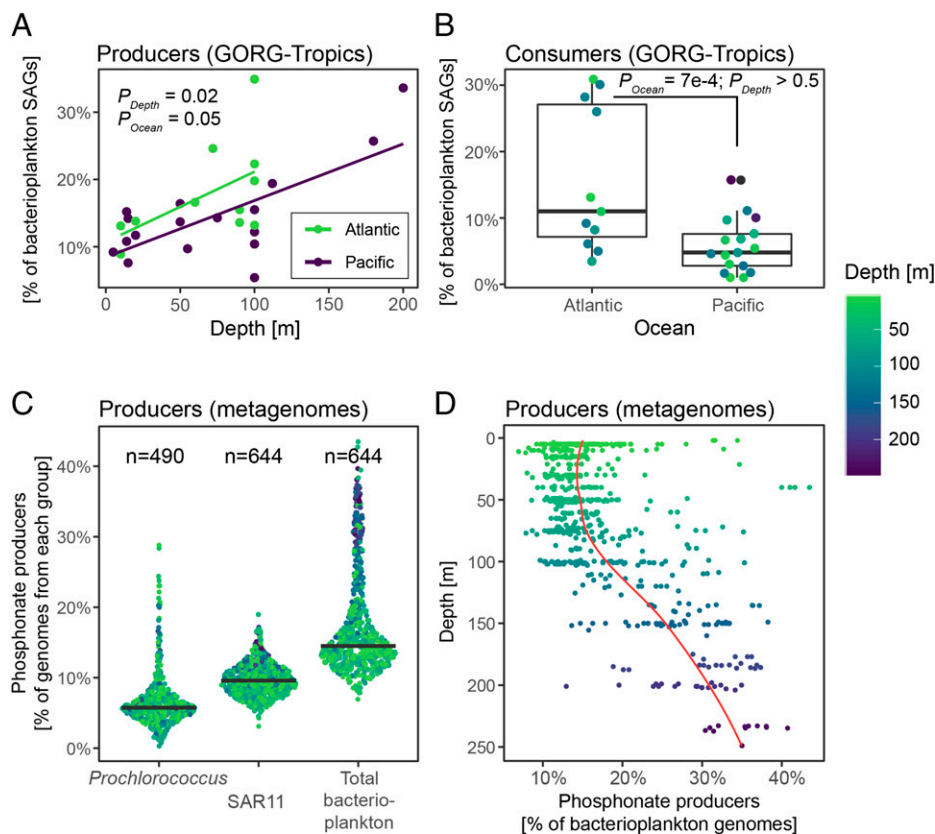 A
Producers (GORG-Tropics)
[% of bacterioplankton SAGs]
30%
20%
10%
P_Depth = 0.02
P_Ocean = 0.05
Atlantic
Pacific
0
50
100
150
200
Depth [m]
B
Consumers (GORG-Tropics)
[% of bacterioplankton SAGs]
30%
20%
10%
0%
P_Ocean = 7e-4; P_Depth > 0.5
Atlantic
Pacific
Ocean
Depth [m]
50
100
150
200
C
Producers (metagenomes)
Phosphonate producers
[% of genomes from each group]
40%
30%
20%
10%
0%
n=490
n=644
n=644
Prochlorococcus
SAR11
Total
bacterio-
plankton
D
Producers (metagenomes)
Depth [m]
0
50
100
150
200
250
10%
20%
30%
40%
Phosphonate producers
[% of bacterioplankton genomes]